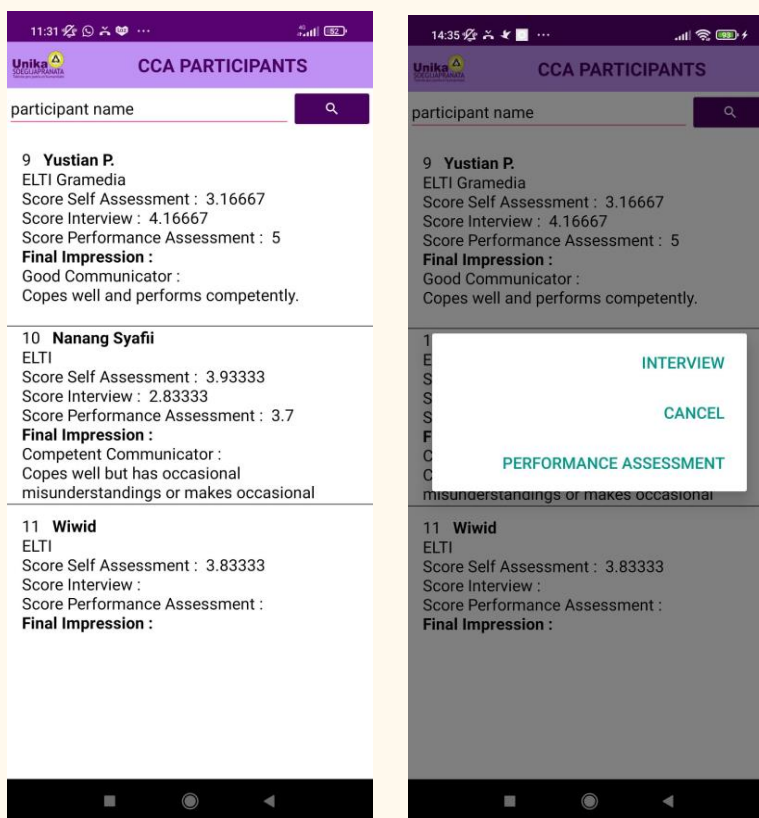 11:31
4G
82
Unika
SOEGIJAPRANATA
CCA PARTICIPANTS
participant name
9 Yustian P.
ELTI Gramedia
Score Self Assessment : 3.16667
Score Interview : 4.16667
Score Performance Assessment : 5
Final Impression :
Good Communicator :
Copes well and performs competently.
10 Nanang Syafii
ELTI
Score Self Assessment : 3.93333
Score Interview : 2.83333
Score Performance Assessment : 3.7
Final Impression :
Competent Communicator :
Copes well but has occasional
misunderstandings or makes occasional
11 Wiwid
ELTI
Score Self Assessment : 3.83333
Score Interview :
Score Performance Assessment :
Final Impression :
14:35
93
Unika
SOEGIJAPRANATA
CCA PARTICIPANTS
participant name
9 Yustian P.
ELTI Gramedia
Score Self Assessment : 3.16667
Score Interview : 4.16667
Score Performance Assessment : 5
Final Impression :
Good Communicator :
Copes well and performs competently.
1
E
S
S
S
F
C
C
INTERVIEW
CANCEL
PERFORMANCE ASSESSMENT
misunderstandings or makes occasional
11 Wiwid
ELTI
Score Self Assessment : 3.83333
Score Interview :
Score Performance Assessment :
Final Impression :